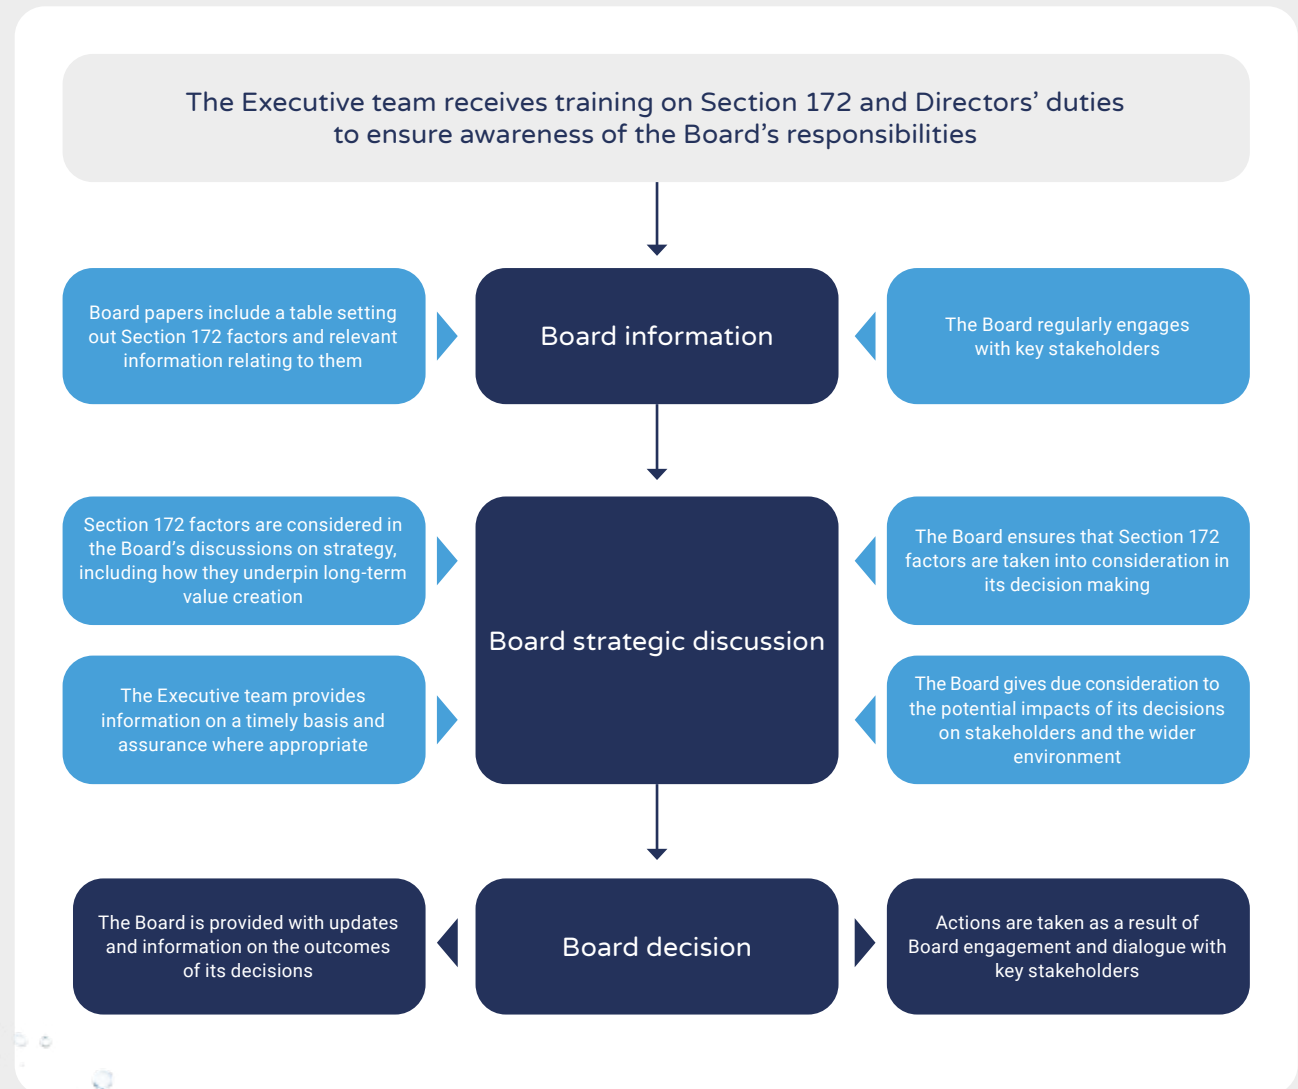 The Executive team receives training on Section 172 and Directors’ duties
to ensure awareness of the Board’s responsibilities
Board papers include a table setting
out Section 172 factors and relevant
information relating to them
Board information
The Board regularly engages
with key stakeholders
Section 172 factors are considered in
the Board’s discussions on strategy,
including how they underpin long-term
value creation
The Executive team provides
information on a timely basis and
assurance where appropriate
Board strategic discussion
The Board ensures that Section 172
factors are taken into consideration in
its decision making
The Board gives due consideration to
the potential impacts of its decisions
on stakeholders and the wider
environment
The Board is provided with updates
and information on the outcomes
of its decisions
Board decision
Actions are taken as a result of
Board engagement and dialogue with
key stakeholders